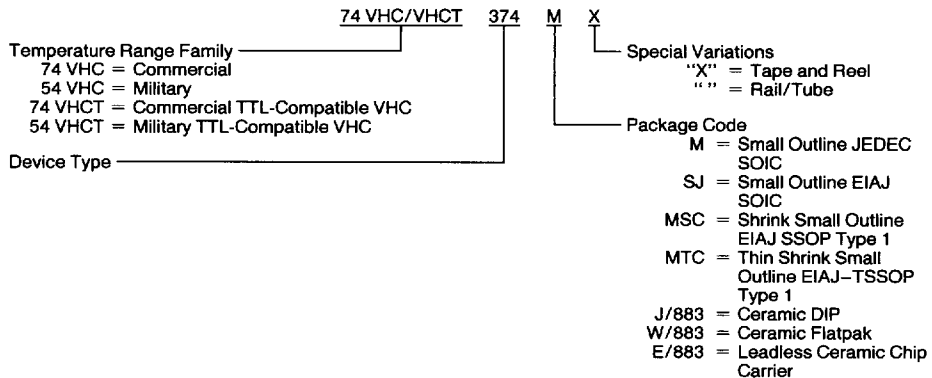 74 VHC/VHCT 374 M X
Temperature Range Family
74 VHC = Commercial
54 VHC = Military
74 VHCT = Commercial TTL-Compatible VHC
54 VHCT = Military TTL-Compatible VHC
Device Type
Special Variations
"X" = Tape and Reel
" " = Rail/Tube
Package Code
M = Small Outline JEDEC
SOIC
SJ = Small Outline EIAJ
SOIC
MSC = Shrink Small Outline
EIAJ SSOP Type 1
MTC = Thin Shrink Small
Outline EIAJ–TSSOP
Type 1
J/883 = Ceramic DIP
W/883 = Ceramic Flatpak
E/883 = Leadless Ceramic Chip
Carrier